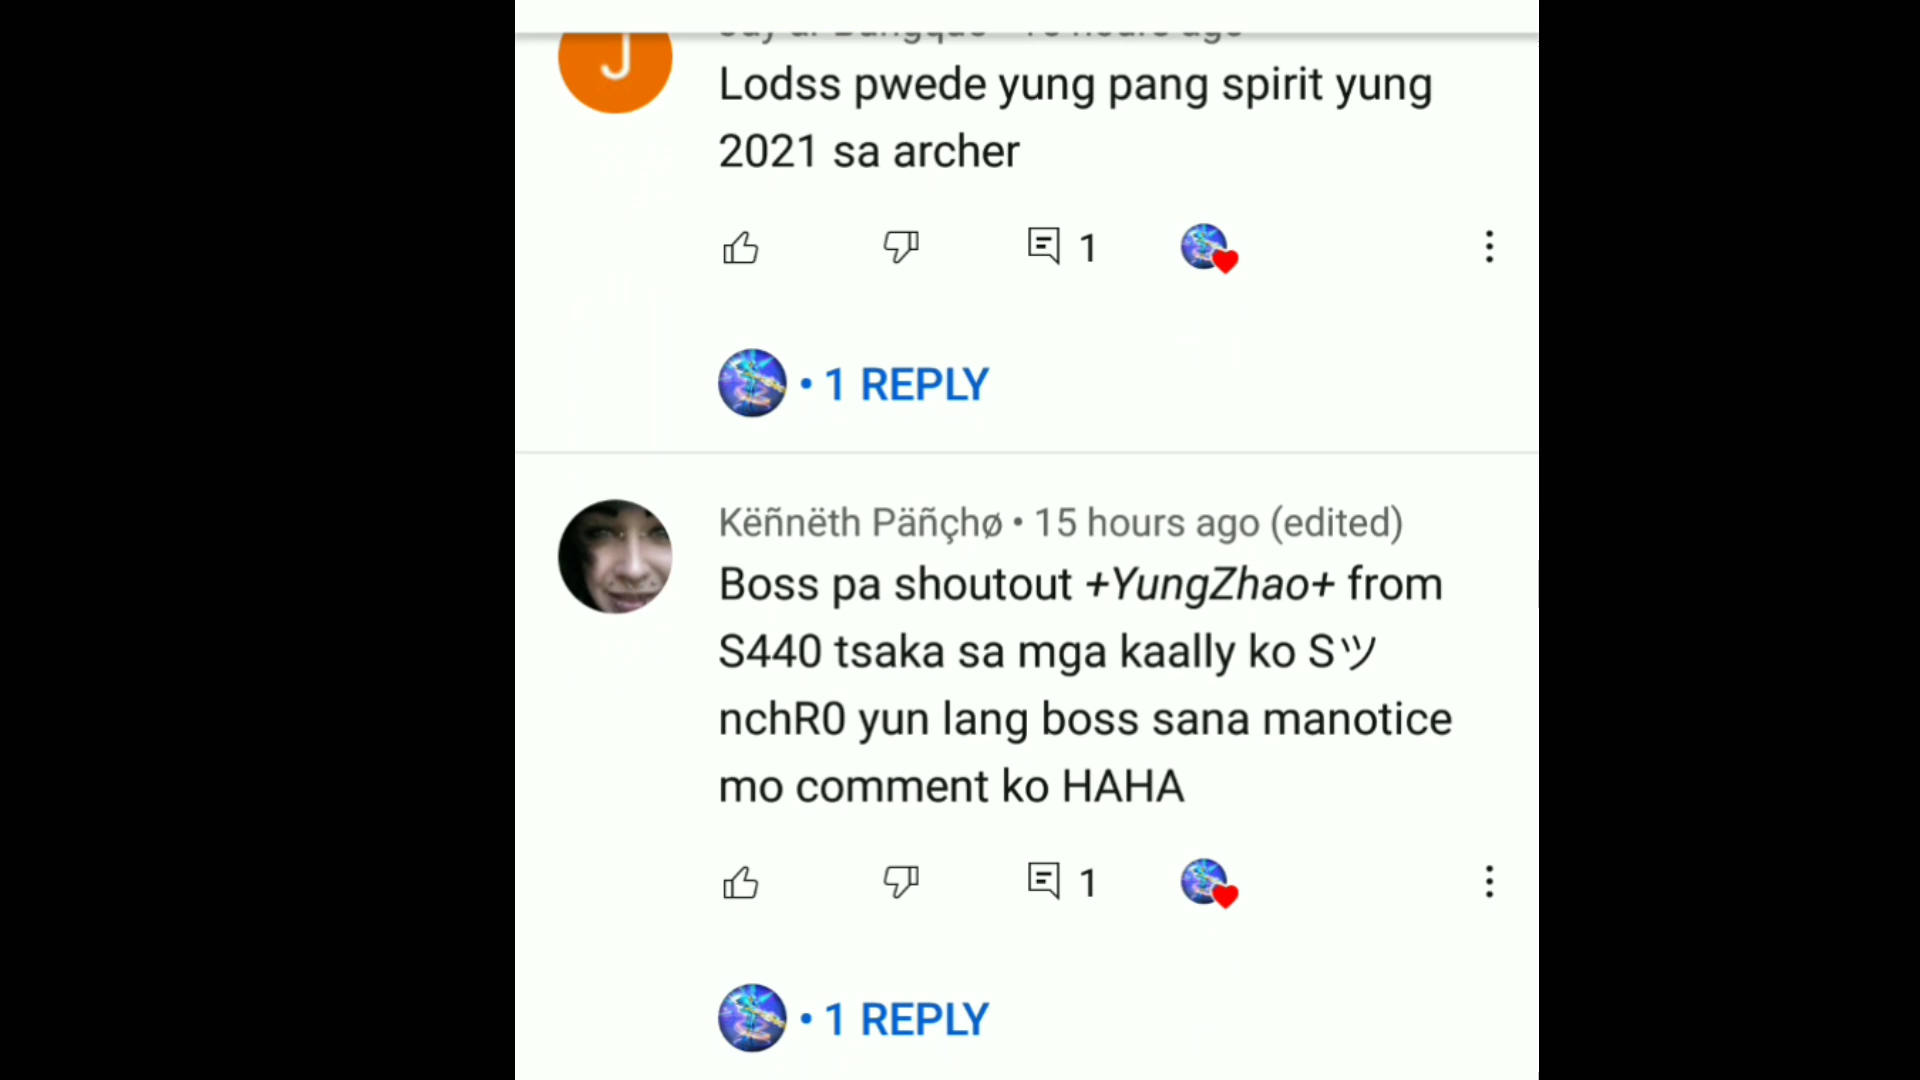 J
Lodss pwede yung pang spirit yung
2021 sa archer
1
• 1 REPLY
Këñnëth Päñçhø • 15 hours ago (edited)
Boss pa shoutout +YungZhao+ from
S440 tsaka sa mga kaally ko Sツ
nchR0 yun lang boss sana manotice
mo comment ko HAHA
1
• 1 REPLY